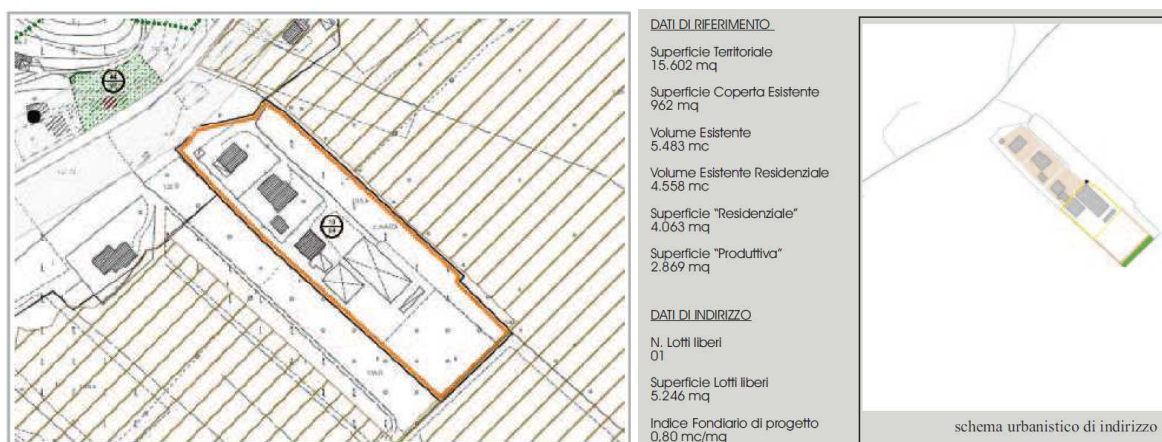 DATI DI RIFERIMENTO
Superficie Territoriale
15.602 mq
Superficie Coperta Esistente
962 mq
Volume Esistente
5.483 mc
Volume Esistente Residenziale
4.558 mc
Superficie “Residenziale”
4.063 mq
Superficie “Produttiva”
2.869 mq
DATI DI INDIRIZZO
N. Lotti liberi
01
Superficie Lotti liberi
5.246 mq
Indice Fondiario di progetto
0,80 mc/mq
schema urbanistico di indirizzo